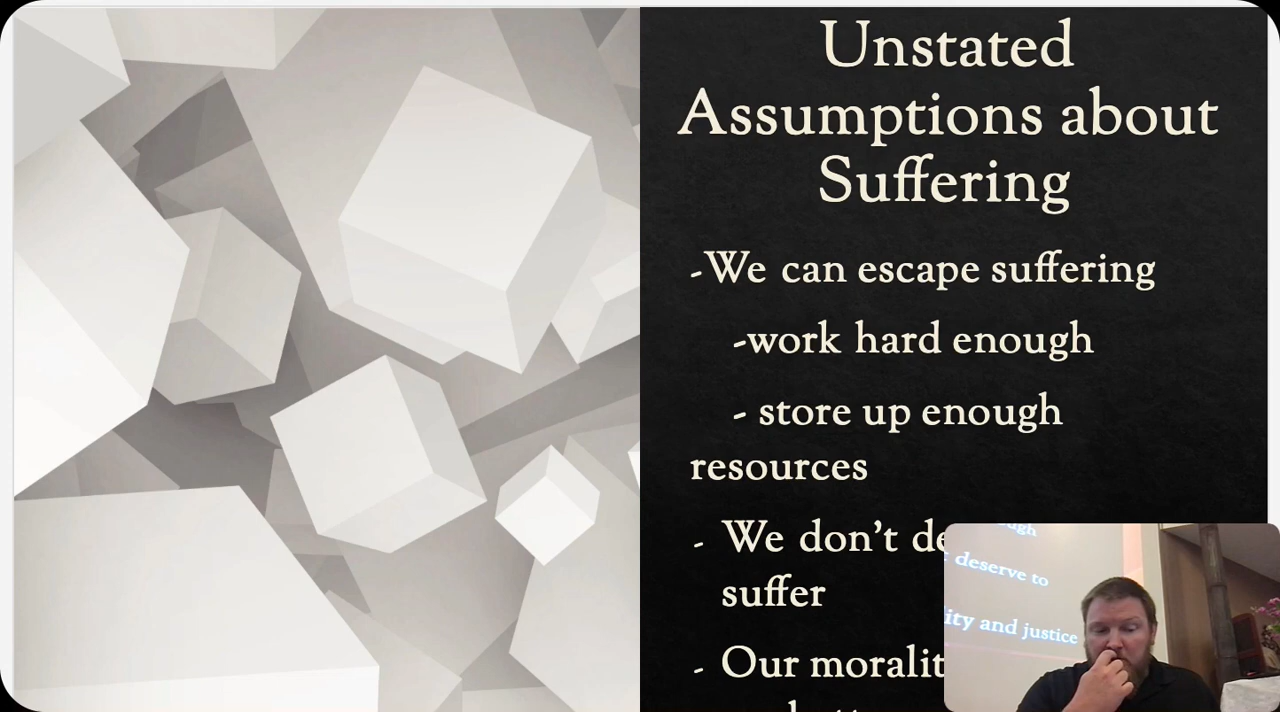 Unstated
Assumptions about
Suffering
-We can escape suffering
-work hard enough
- store up enough
resources
- We don't de
suffer
- Our moralit
deserve to
ity and justice